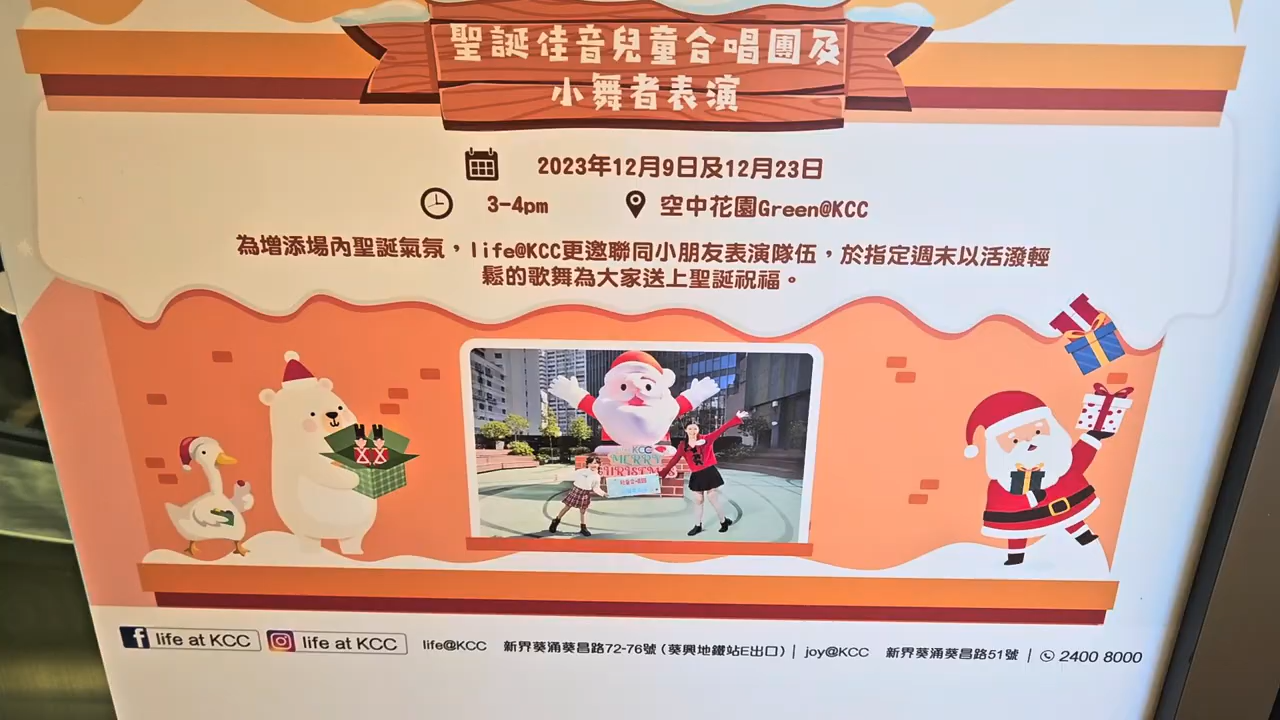 聖誕佳音兒童合唱團及
小舞者表演
2023年12月9日及12月23日
3-4pm
空中花園Green@KCC
為增添場內聖誕氣氛，life@KCC更邀聯同小朋友表演隊伍，於指定週末以活潑輕
鬆的歌舞為大家送上聖誕祝福。
KCC
MERRY
CHRISTMAS
life at KCC
life at KCC
life@KCC 新界葵涌葵昌路72-76號 (葵興地鐵站E出口) | joy@KCC 新界葵涌葵昌路51號 | 2400 8000